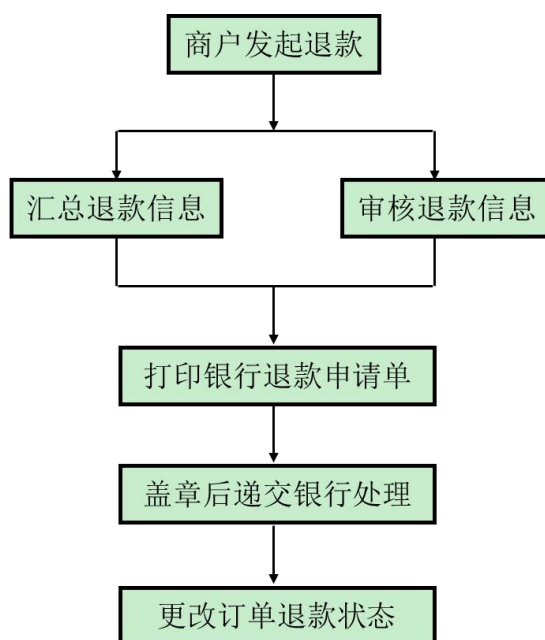 商户发起退款
汇总退款信息
审核退款信息
打印银行退款申请单
盖章后递交银行处理
更改订单退款状态